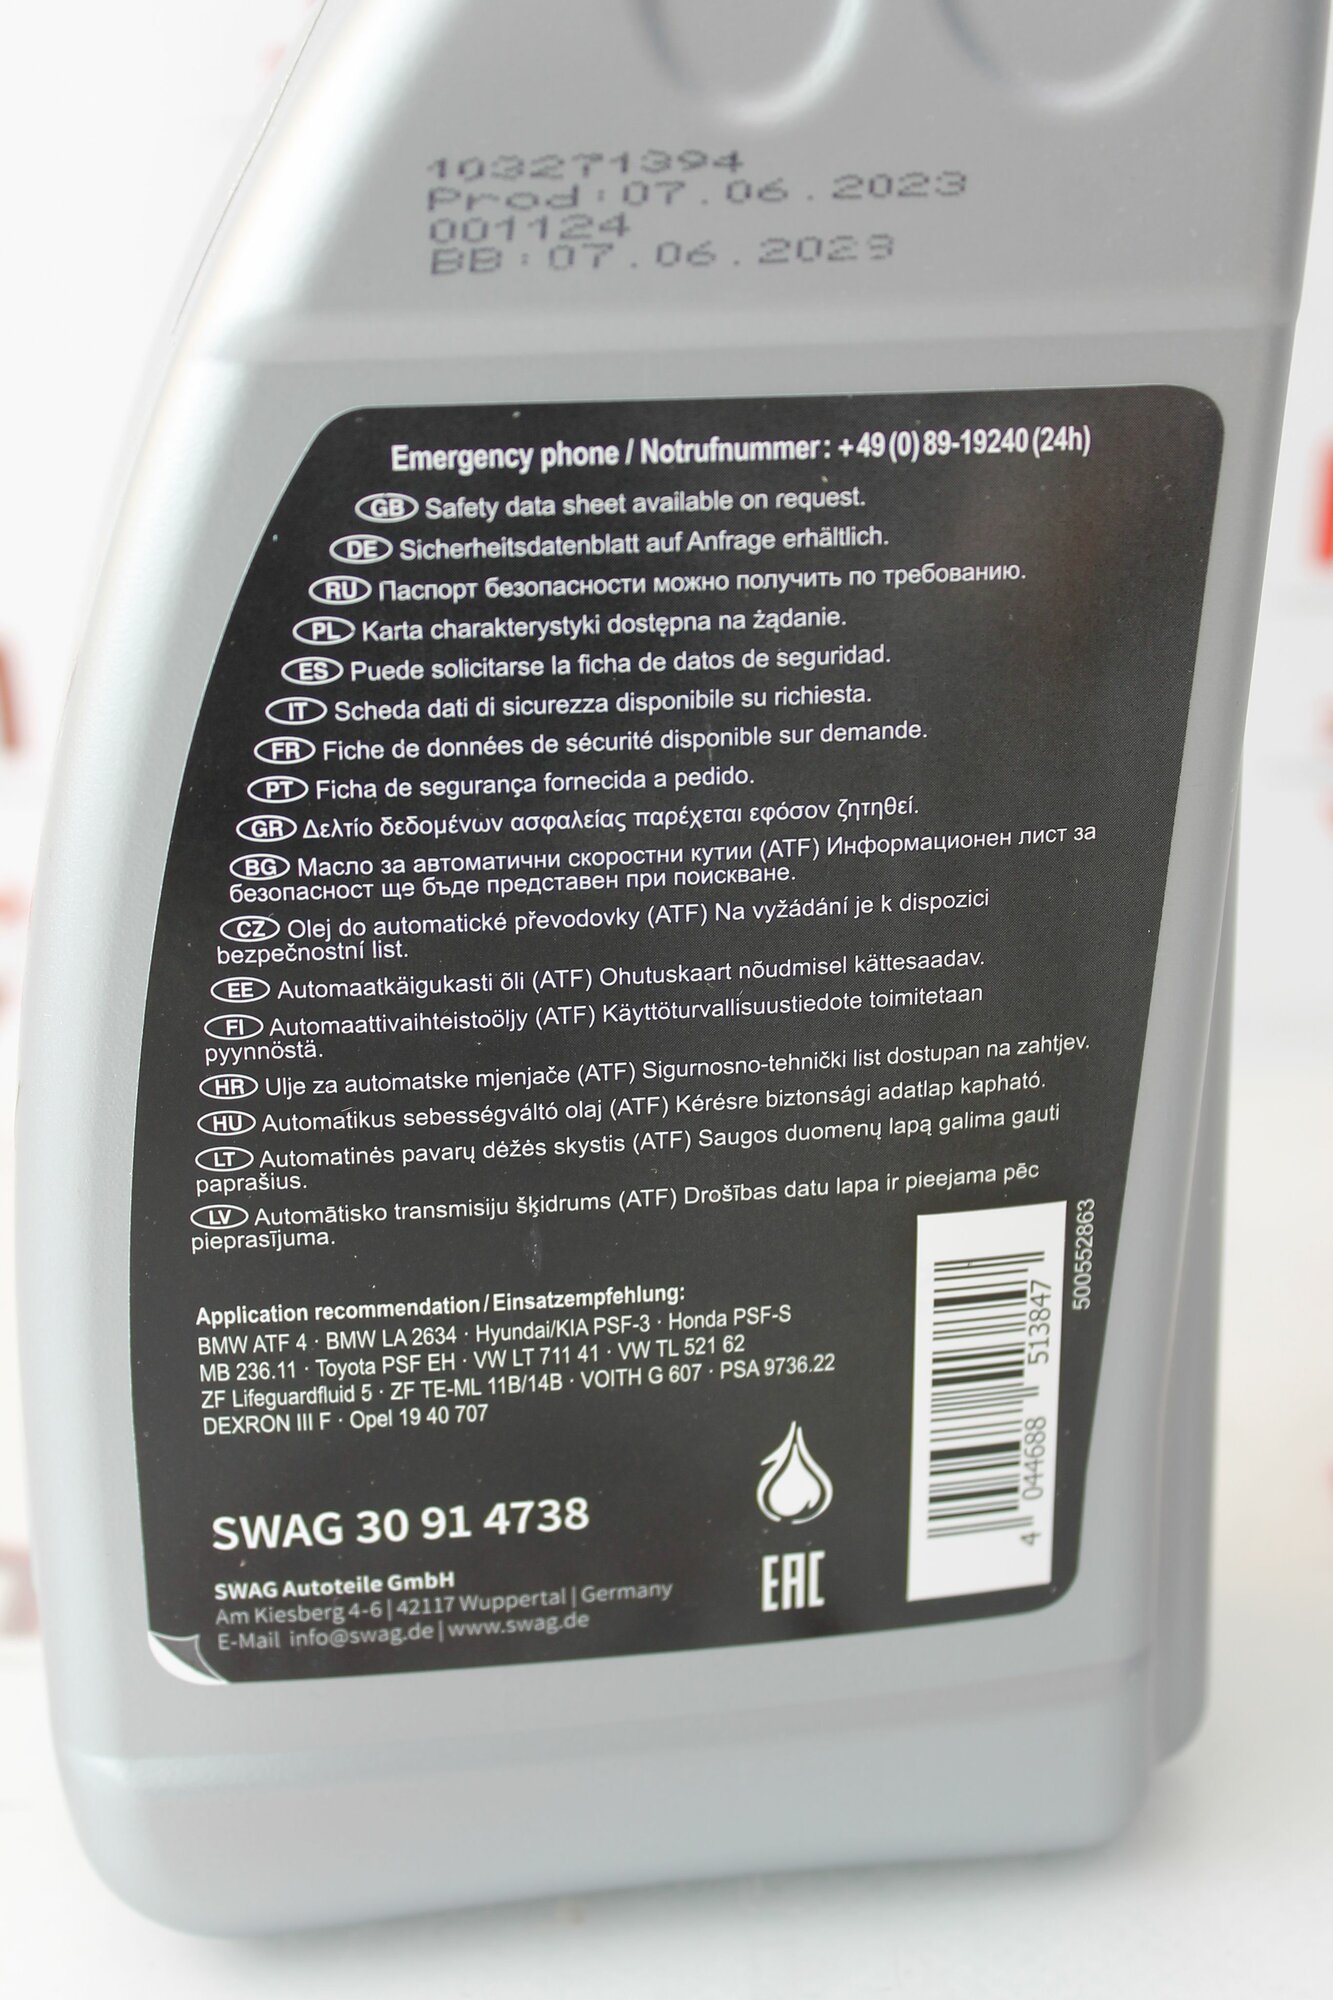 103271394
Prod:07.06.2023
001124
BB:07.06.2029
Emergency phone / Notrufnummer: +49(0)89-19240(24h)
GB Safety data sheet available on request.
DE Sicherheitsdatenblatt auf Anfrage erhältlich.
RU Паспорт безопасности можно получить по требованию.
PL Karta charakterystyki dostępna na żądanie.
ES Puede solicitarse la ficha de datos de seguridad.
IT Scheda dati di sicurezza disponibile su richiesta.
FR Fiche de données de sécurité disponible sur demande.
PT Ficha de segurança fornecida a pedido.
GR Δελτίο δεδομένων ασφαλείας παρέχεται εφόσον ζητηθεί.
BG Масло за автоматични скоростни кутии (ATF) Информационен лист за
безопасност ще бъде представен при поискване.
CZ Olej do automatické převodovky (ATF) Na vyžádání je k dispozici
bezpečnostní list.
EE Automaatkäigukasti õli (ATF) Ohutuskaart nõudmisel kättesaadav.
FI Automaattivaihteistoöljy (ATF) Käyttöturvallisuustiedote toimitetaan
pyynnöstä.
HR Ulje za automatske mjenjače (ATF) Sigurnosno-tehnički list dostupan na zahtjev.
HU Automatikus sebességváltó olaj (ATF) Kérésre biztonsági adatlap kapható.
LT Automatinės pavarų dėžės skystis (ATF) Saugos duomenų lapą galima gauti
paprašius.
LV Automātisko transmisiju šķidrums (ATF) Drošības datu lapa ir pieejama pēc
pieprasījuma.
Application recommendation/Einsatzempfehlung:
BMW ATF 4 · BMW LA 2634 · Hyundai/KIA PSF-3 · Honda PSF-S
MB 236.11 · Toyota PSF EH · VW LT 711 41 · VW TL 521 62
ZF Lifeguardfluid 5 · ZF TE-ML 11B/14B · VOITH G 607 · PSA 9736.22
DEXRON III F · Opel 19 40 707
SWAG 30 91 4738
SWAG Autoteile GmbH
Am Kiesberg 4-6 | 42117 Wuppertal | Germany
E-Mail info@swag.de | www.swag.de
EAC
4 044688 513847
500552863